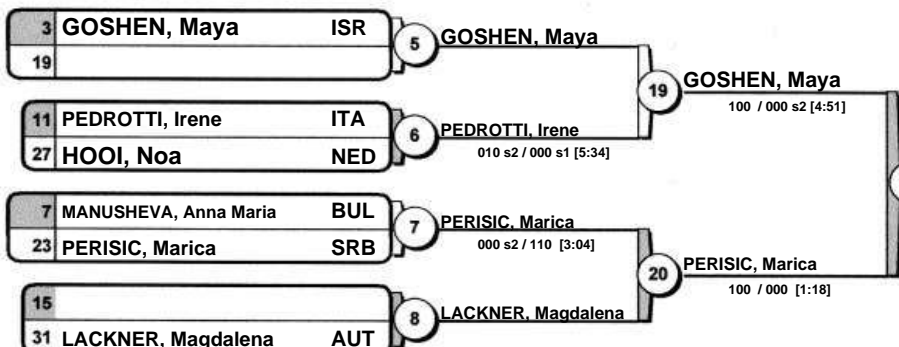 3 GOSHEN, Maya ISR
19
5
GOSHEN, Maya
11 PEDROTTI, Irene ITA
27 HOOI, Noa NED
6
PEDROTTI, Irene
010 s2 / 000 s1 [5:34]
19
GOSHEN, Maya
100 / 000 s2 [4:51]
7 MANUSHEVA, Anna Maria BUL
23 PERISIC, Marica SRB
7
PERISIC, Marica
000 s2 / 110 [3:04]
15
31 LACKNER, Magdalena AUT
8
LACKNER, Magdalena
20
PERISIC, Marica
100 / 000 [1:18]